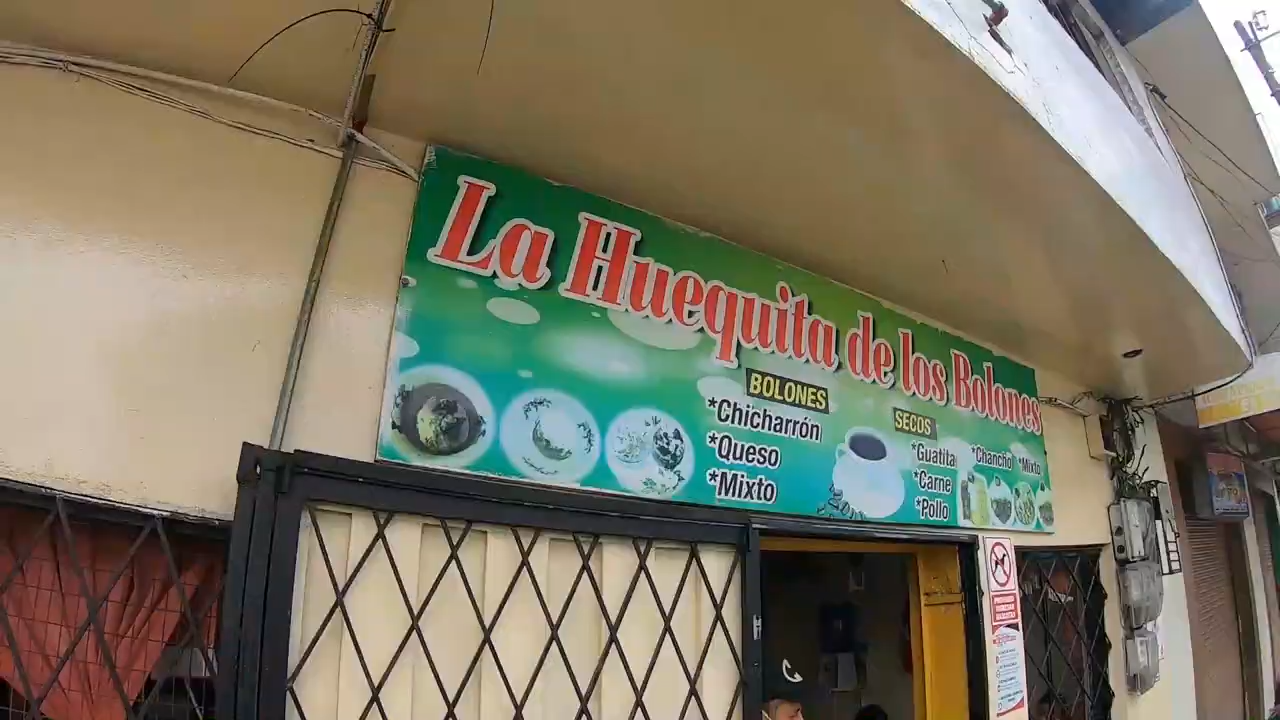 La Huequita de los Bolones
BOLONES
*Chicharrón
*Queso
*Mixto
SECOS
*Guatita
*Carne
*Pollo
*Chancho
*Mixto